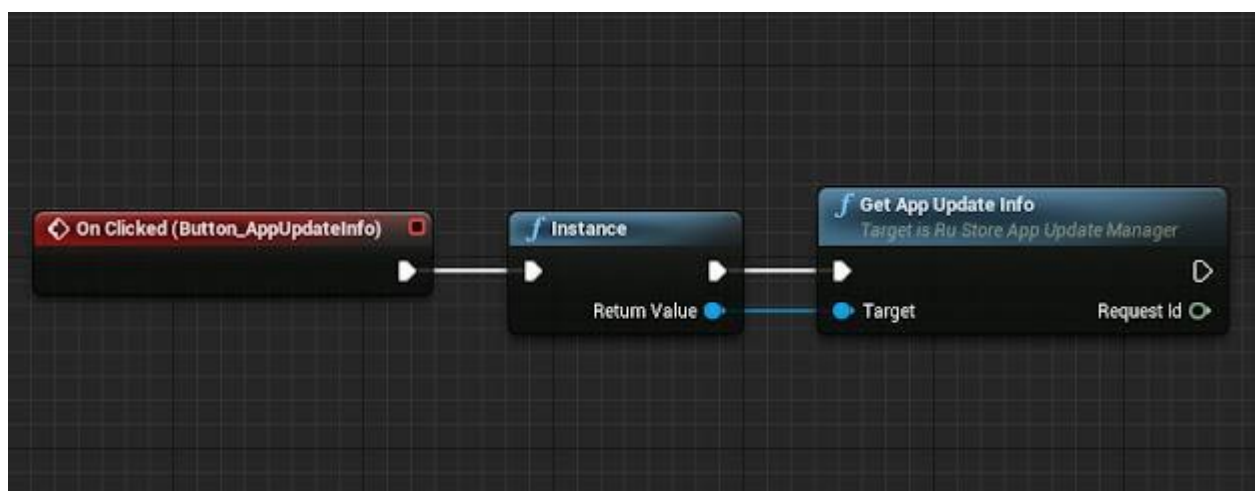 On Clicked (Button_AppUpdateInfo)
Instance
Return Value
Get App Update Info
Target is Ru Store App Update Manager
Target
Request Id